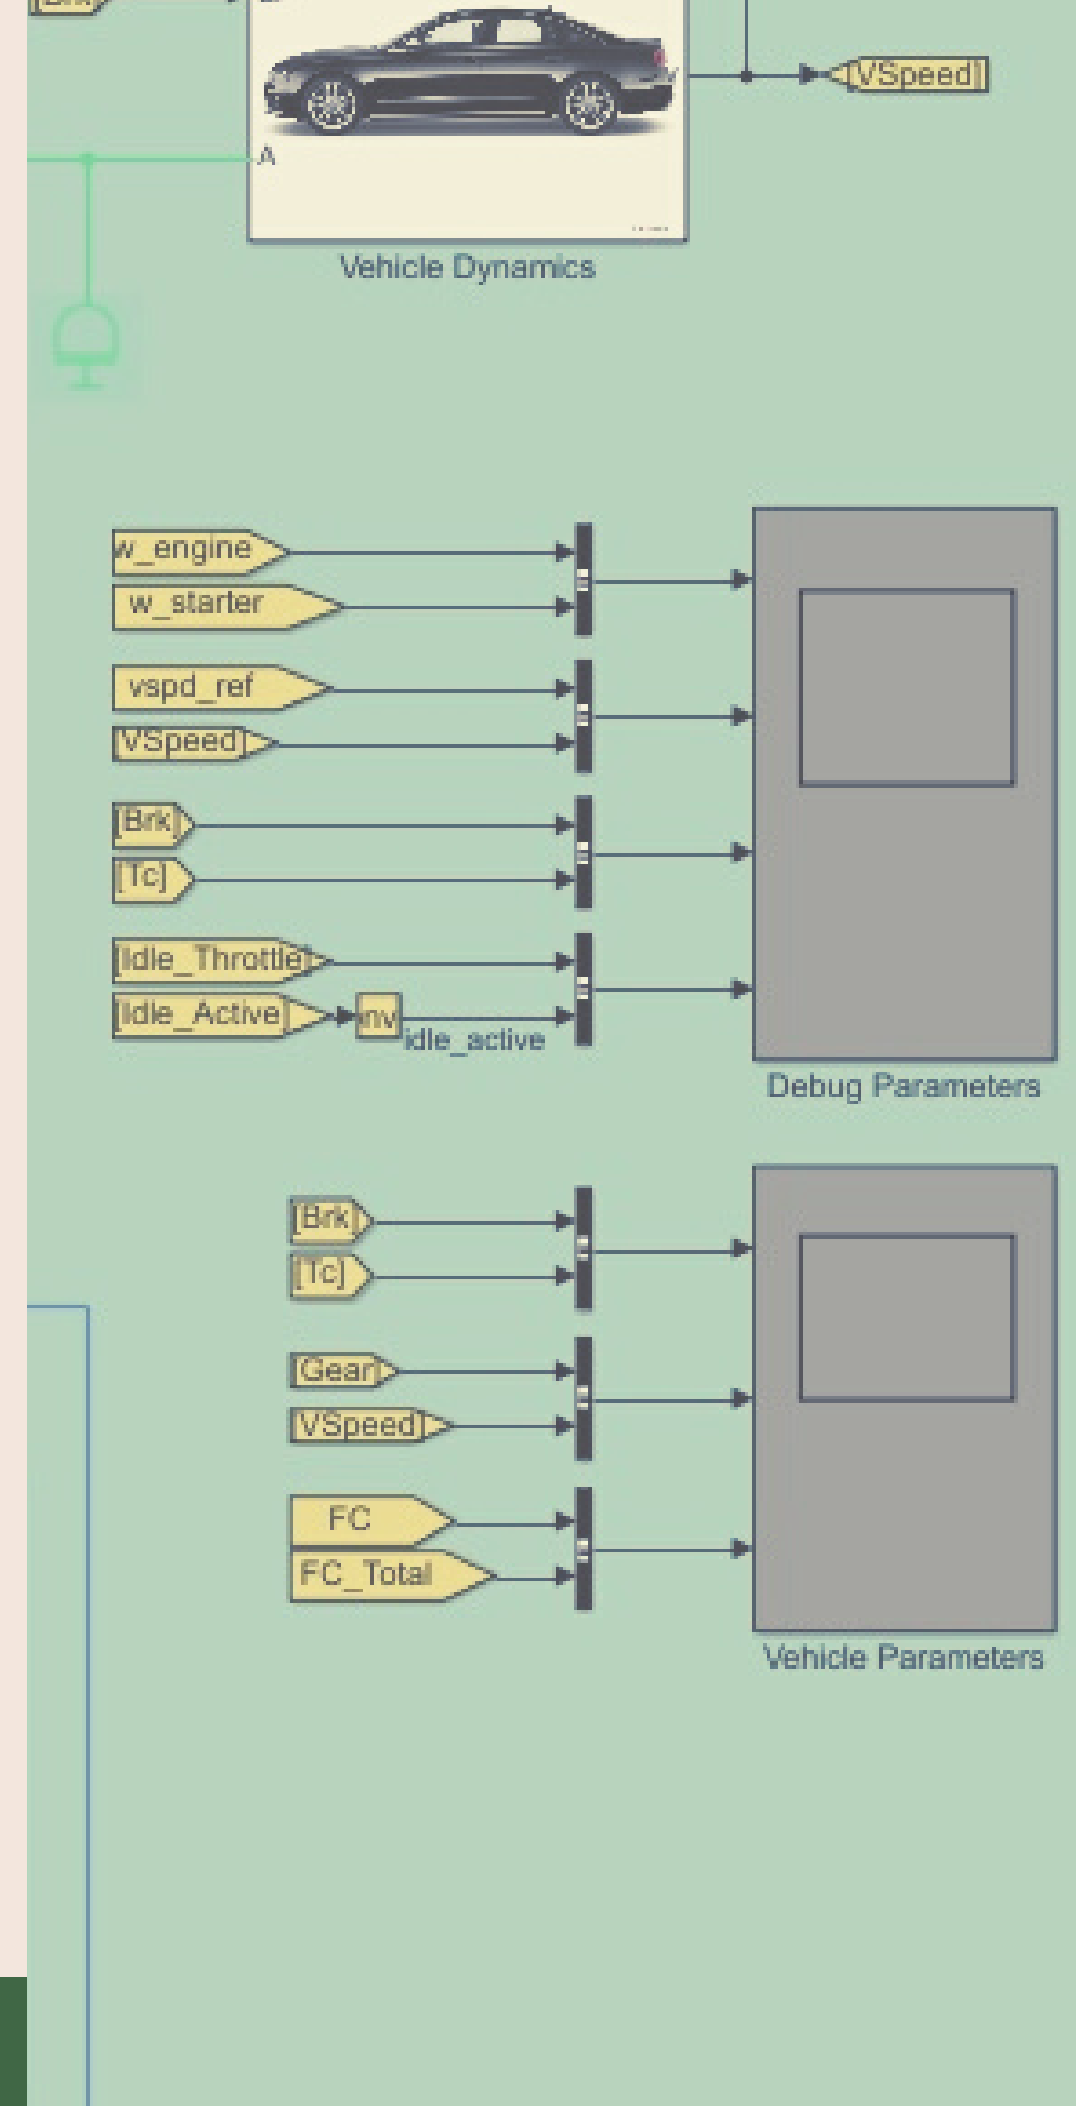 [Brk]
[VSpeed]
A
Vehicle Dynamics
w_engine
w_starter
vspd_ref
[VSpeed]
[Brk]
[Tc]
[Idle_Throttle]
[Idle_Active]
inv
idle_active
Debug Parameters
[Brk]
[Tc]
[Gear]
[VSpeed]
FC
FC_Total
Vehicle Parameters